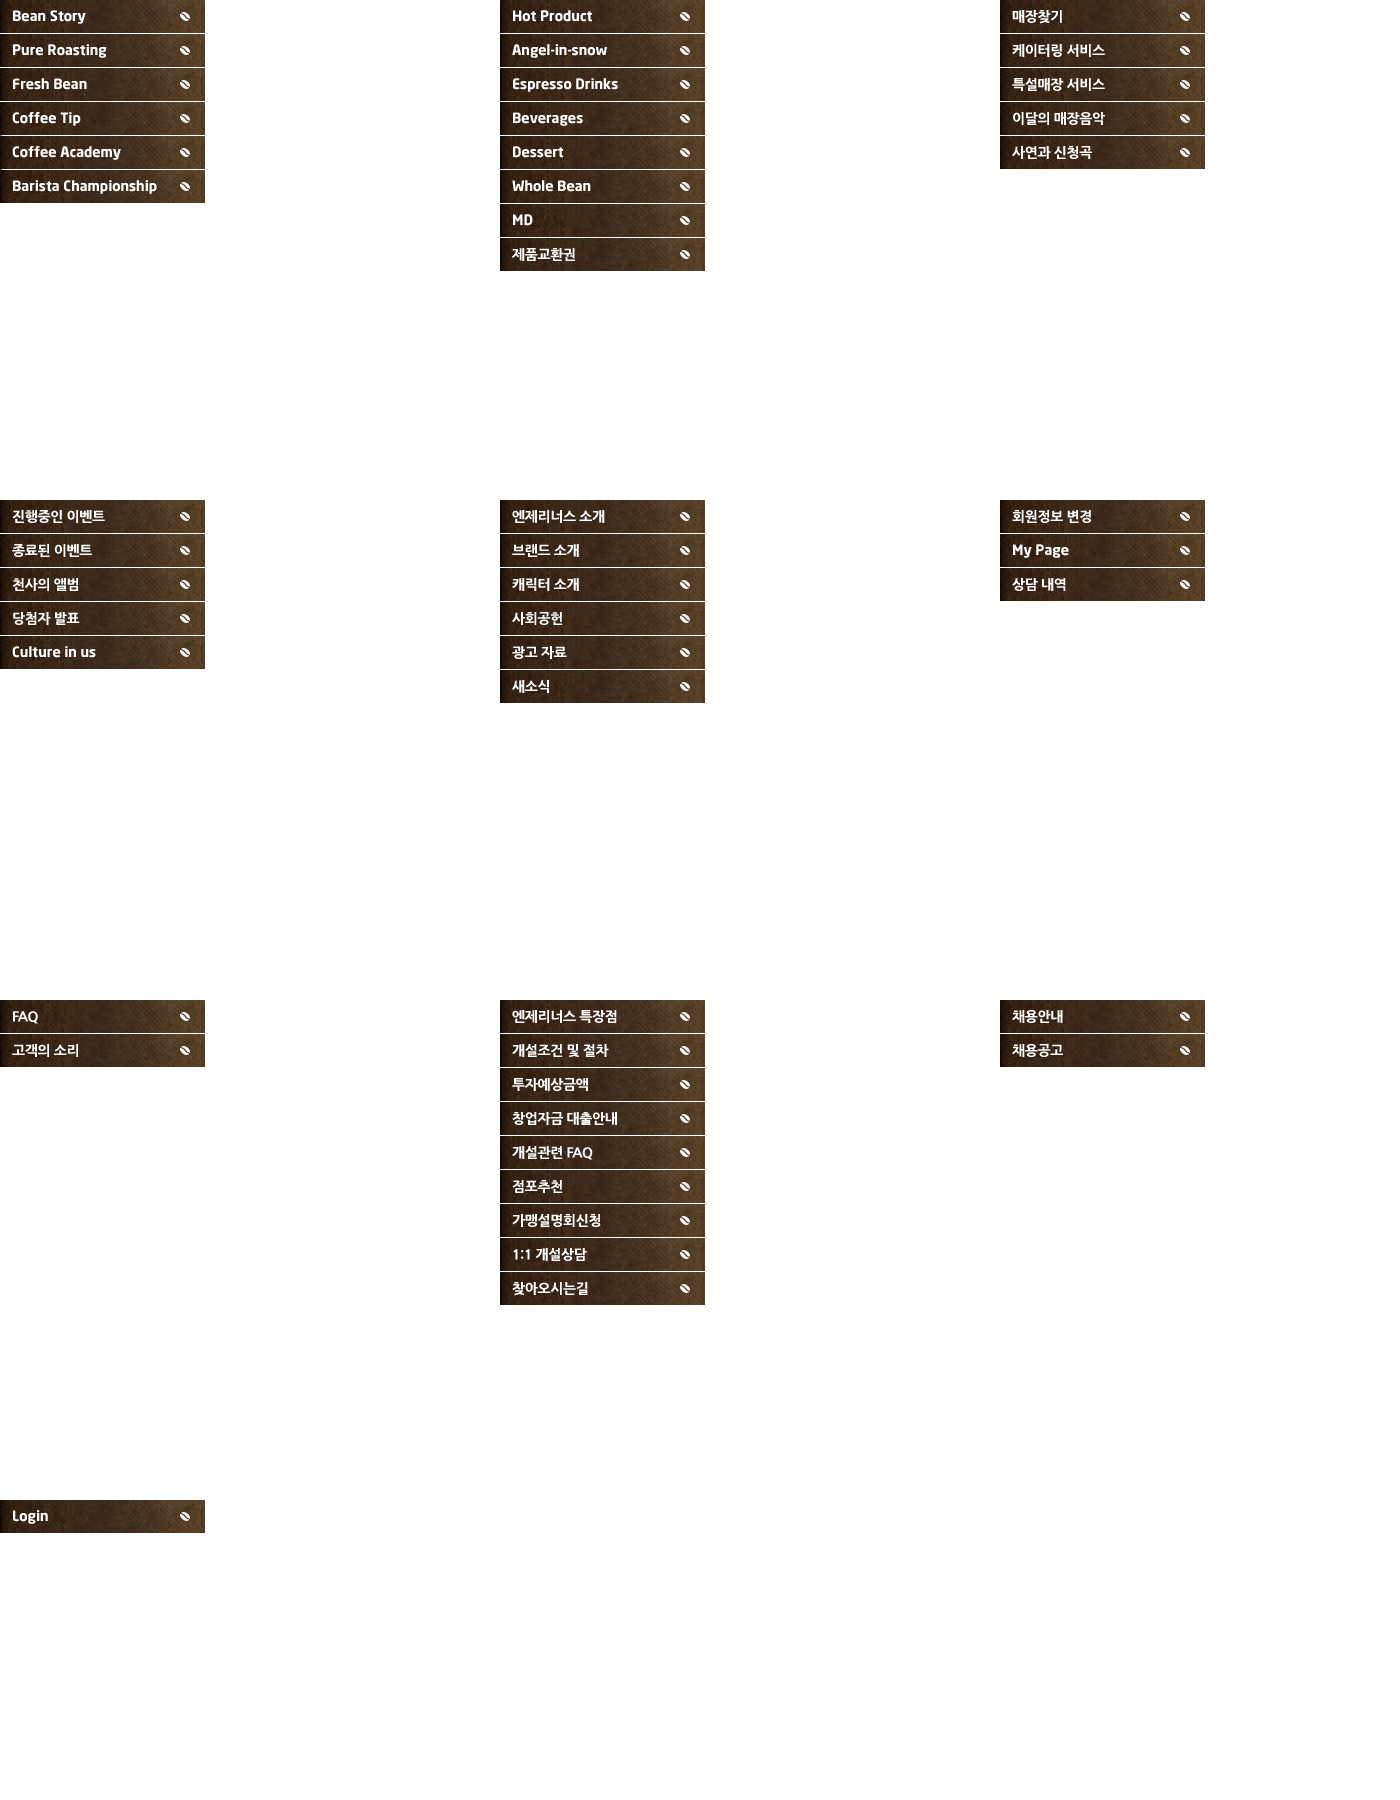 Bean Story
Pure Roasting
Fresh Bean
Coffee Tip
Coffee Academy
Barista Championship
Hot Product
Angel-in-snow
Espresso Drinks
Beverages
Dessert
Whole Bean
MD
제품교환권
매장찾기
케이터링 서비스
특설매장 서비스
이달의 매장음악
사연과 신청곡
진행중인 이벤트
종료된 이벤트
천사의 앨범
당첨자 발표
Culture in us
엔제리너스 소개
브랜드 소개
캐릭터 소개
사회공헌
광고 자료
새소식
회원정보 변경
My Page
상담 내역
FAQ
고객의 소리
엔제리너스 특장점
개설조건 및 절차
투자예상금액
창업자금 대출안내
개설관련 FAQ
점포추천
가맹설명회신청
1:1 개설상담
찾아오시는길
채용안내
채용공고
Login